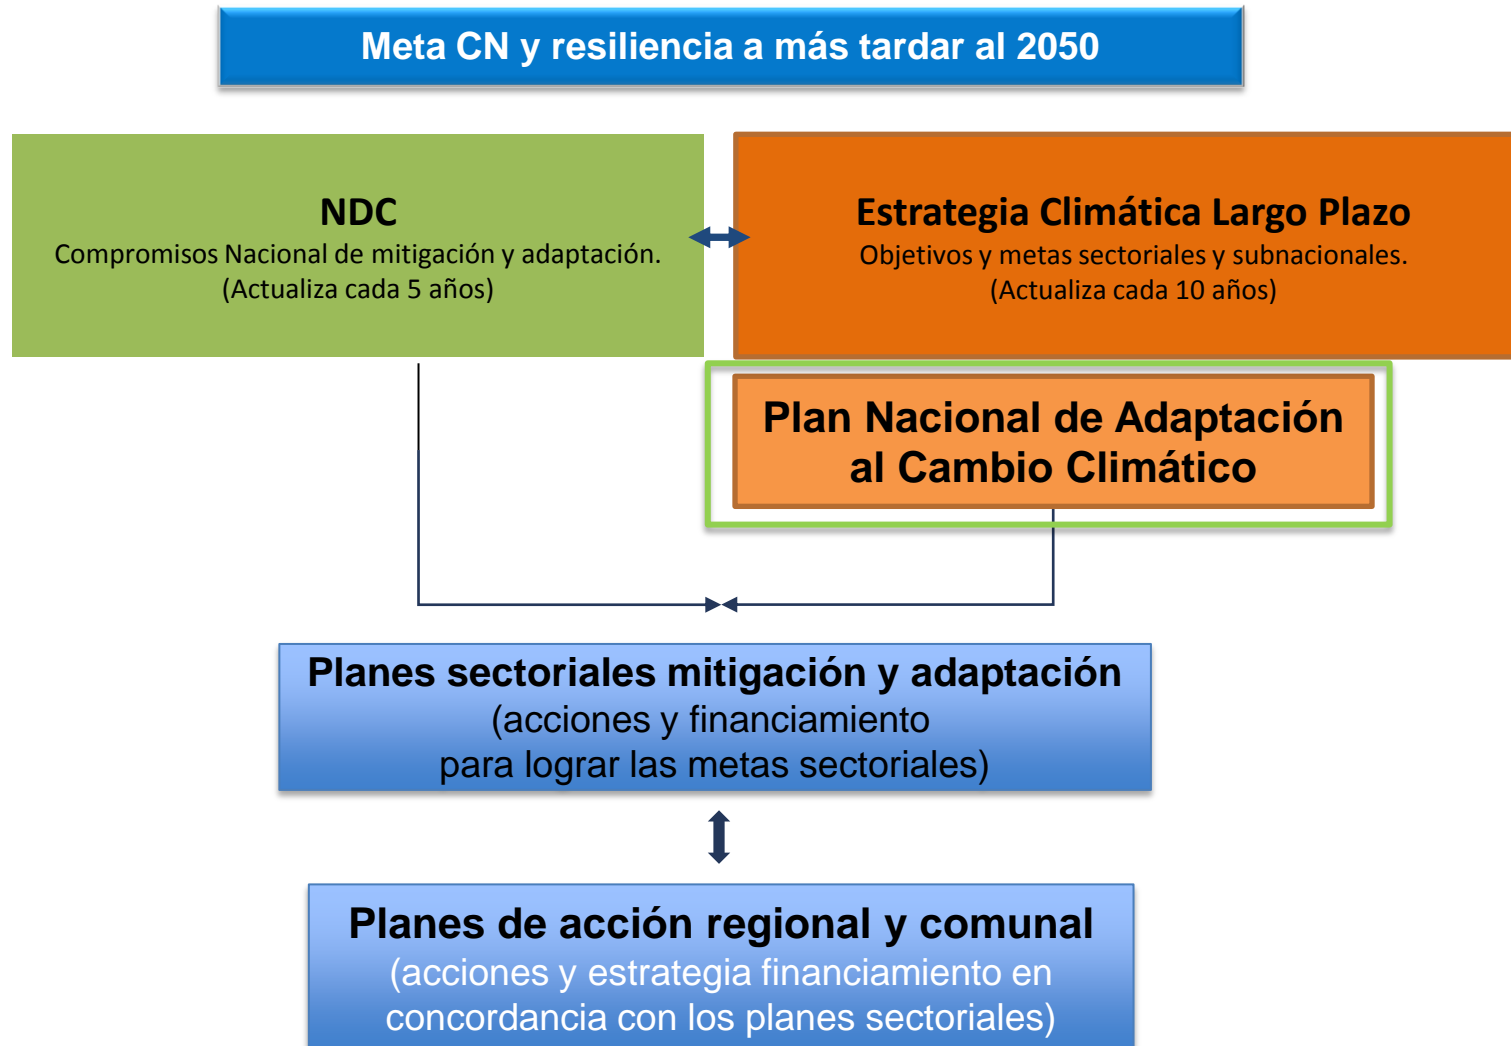 Meta CN y resiliencia a más tardar al 2050
NDC
Compromisos Nacional de mitigación y adaptación.
(Actualiza cada 5 años)
Estrategia Climática Largo Plazo
Objetivos y metas sectoriales y subnacionales.
(Actualiza cada 10 años)
Plan Nacional de Adaptación
al Cambio Climático
Planes sectoriales mitigación y adaptación
(acciones y financiamiento
para lograr las metas sectoriales)
Planes de acción regional y comunal
(acciones y estrategia financiamiento en
concordancia con los planes sectoriales)